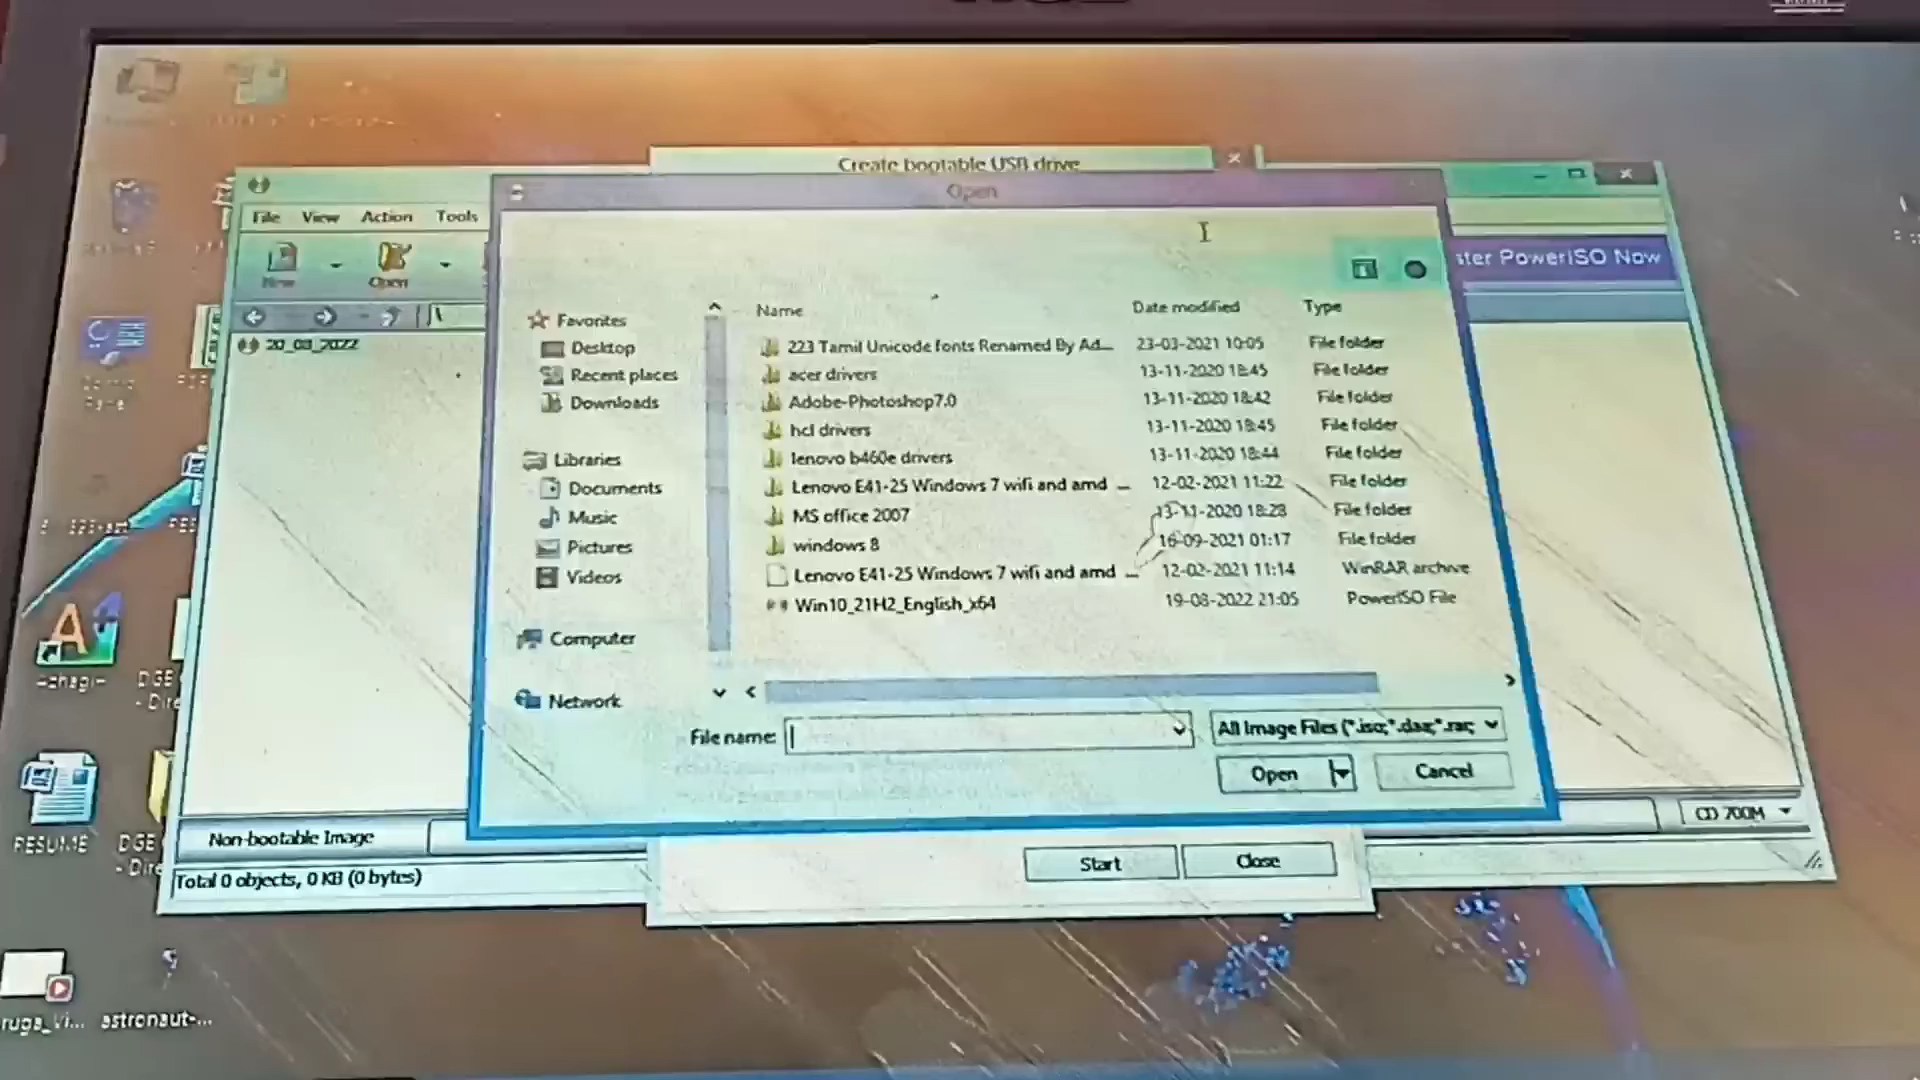 Create bootable USB drive
Open
File View Action Tools
ster PowerISO Now
New Open
20_08_2022
Favorites
Desktop
Recent places
Downloads
Libraries
Documents
Music
Pictures
Videos
Computer
Network
Name Date modified Type
223 Tamil Unicode fonts Renamed By Ad... 23-03-2021 10:05 File folder
acer drivers 13-11-2020 18:45 File folder
Adobe-Photoshop7.0 13-11-2020 18:42 File folder
hcl drivers 13-11-2020 18:45 File folder
lenovo b460e drivers 13-11-2020 18:44 File folder
Lenovo E41-25 Windows 7 wifi and amd ... 12-02-2021 11:22 File folder
MS office 2007 13-11-2020 18:28 File folder
windows 8 16-09-2021 01:17 File folder
Lenovo E41-25 Windows 7 wifi and amd ... 12-02-2021 11:14 WinRAR archive
Win10_21H2_English_x64 19-08-2022 21:05 PowerISO File
File name: All Image Files (*.iso;*.daa;*.rar;
Open Cancel
Non-bootable Image CD 700M
Total 0 objects, 0 KB (0 bytes)
Start Close
RESUME
DGE
- Dire
DGE
- Dire
ruga_Vi... astronaut-...